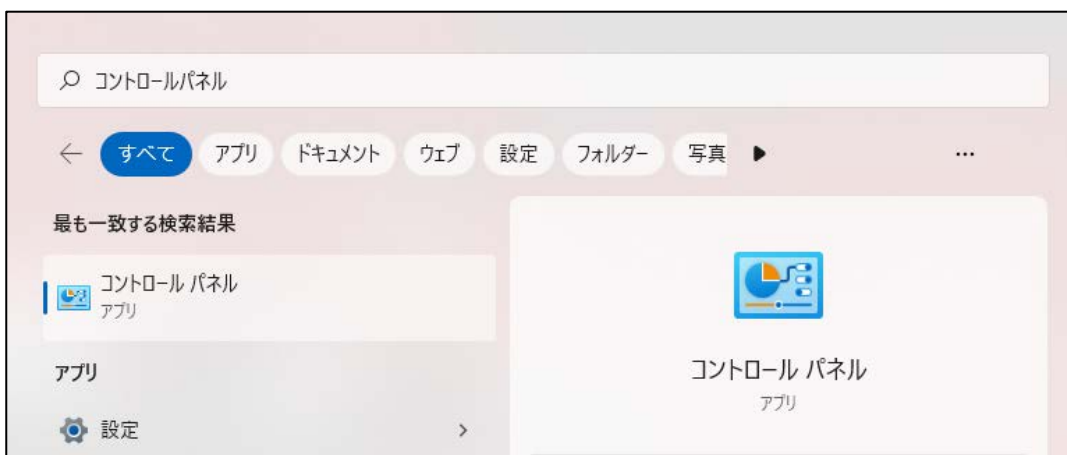 コントロールパネル
すべて アプリ ドキュメント ウェブ 設定 フォルダー 写真 ...
最も一致する検索結果
コントロール パネル
アプリ
アプリ
設定
コントロール パネル
アプリ